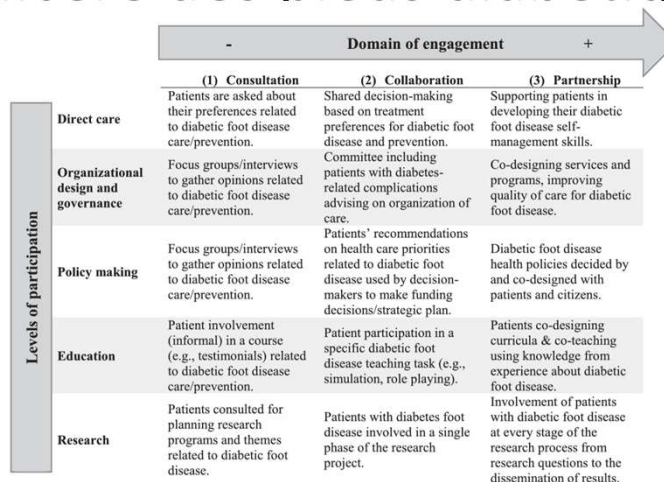 - Domain of engagement +
(1) Consultation (2) Collaboration (3) Partnership
Levels of participation
Direct care
Patients are asked about
their preferences related
to diabetic foot disease
care/prevention.
Shared decision-making
based on treatment
preferences for diabetic foot
disease and prevention.
Supporting patients in
developing their diabetic
foot disease self-
management skills.
Organizational
design and
governance
Focus groups/interviews
to gather opinions related
to diabetic foot disease
care/prevention.
Committee including
patients with diabetes-
related complications
advising on organization of
care.
Co-designing services and
programs, improving
quality of care for diabetic
foot disease.
Policy making
Focus groups/interviews
to gather opinions related
to diabetic foot disease
care/prevention.
Patients' recommendations
on health care priorities
related to diabetic foot
disease used by decision-
makers to make funding
decisions/strategic plan.
Diabetic foot disease
health policies decided by
and co-designed with
patients and citizens.
Education
Patient involvement
(informal) in a course
(e.g., testimonials) related
to diabetic foot disease
care/prevention.
Patient participation in a
specific diabetic foot
disease teaching task (e.g.,
simulation, role playing).
Patients co-designing
curricula & co-teaching
using knowledge from
experience about diabetic
foot disease.
Research
Patients consulted for
planning research
programs and themes
related to diabetic foot
disease.
Patients with diabetes foot
disease involved in a single
phase of the research
project.
Involvement of patients
with diabetic foot disease
at every stage of the
research process from
research questions to the
dissemination of results.